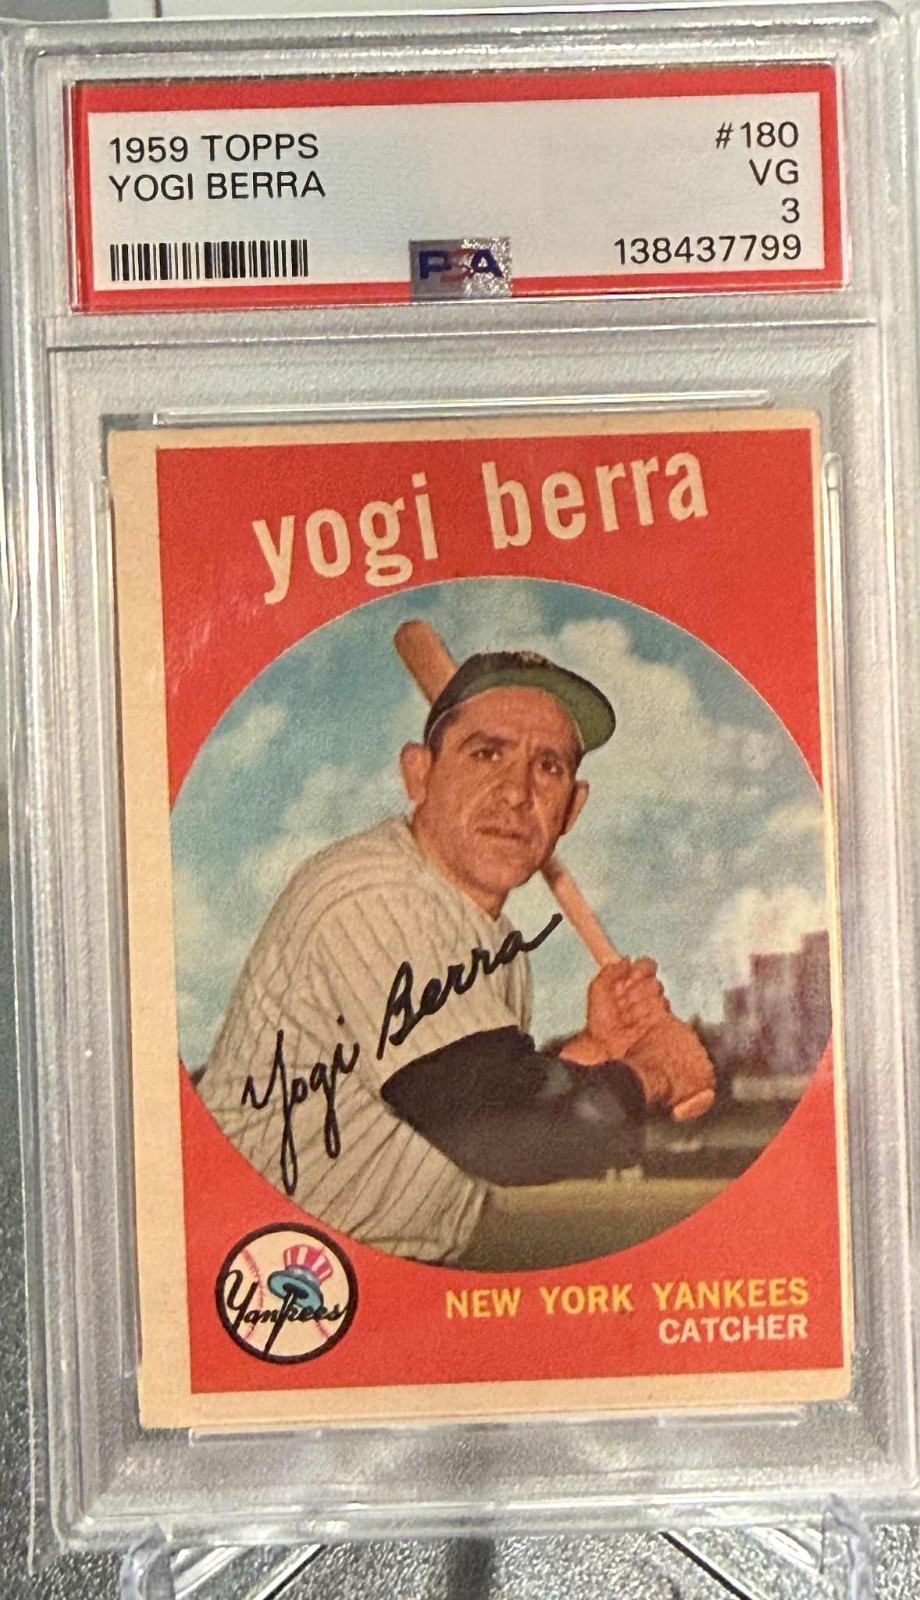 1959 TOPPS #180
YOGI BERRA VG
3
PSA 138437799
yogi berra
Yogi Berra
Yankees
NEW YORK YANKEES
CATCHER